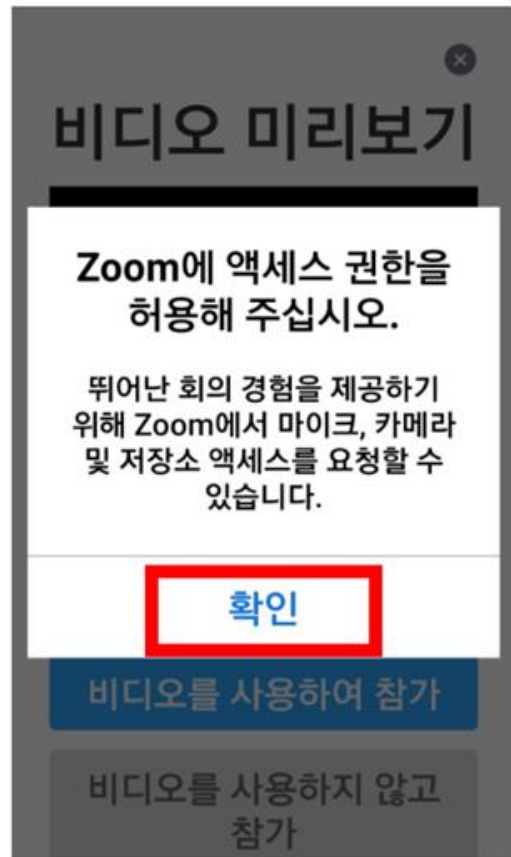 비디오 미리보기
Zoom에 액세스 권한을
허용해 주십시오.
뛰어난 회의 경험을 제공하기
위해 Zoom에서 마이크, 카메라
및 저장소 액세스를 요청할 수
있습니다.
확인
비디오를 사용하여 참가
비디오를 사용하지 않고
참가